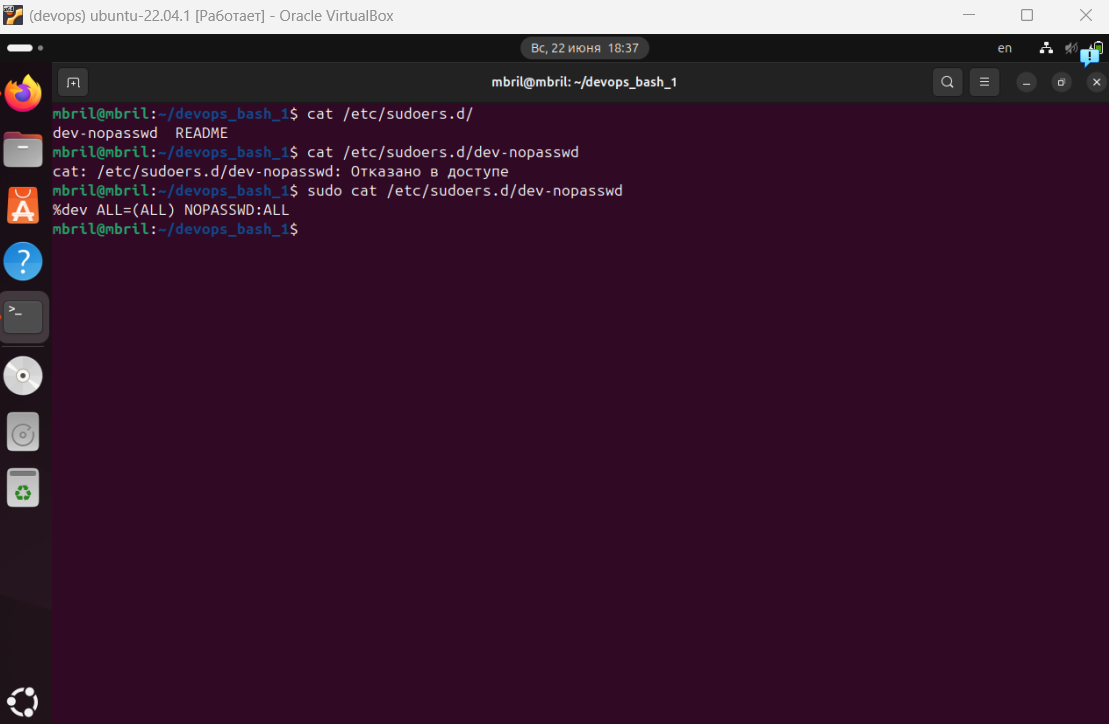 (devops) ubuntu-22.04.1 [Работает] - Oracle VirtualBox
Вс, 22 июня 18:37
en
mbril@mbril: ~/devops_bash_1
mbril@mbril:~/devops_bash_1$ cat /etc/sudoers.d/
dev-nopasswd  README
mbril@mbril:~/devops_bash_1$ cat /etc/sudoers.d/dev-nopasswd
cat: /etc/sudoers.d/dev-nopasswd: Отказано в доступе
mbril@mbril:~/devops_bash_1$ sudo cat /etc/sudoers.d/dev-nopasswd
%dev ALL=(ALL) NOPASSWD:ALL
mbril@mbril:~/devops_bash_1$